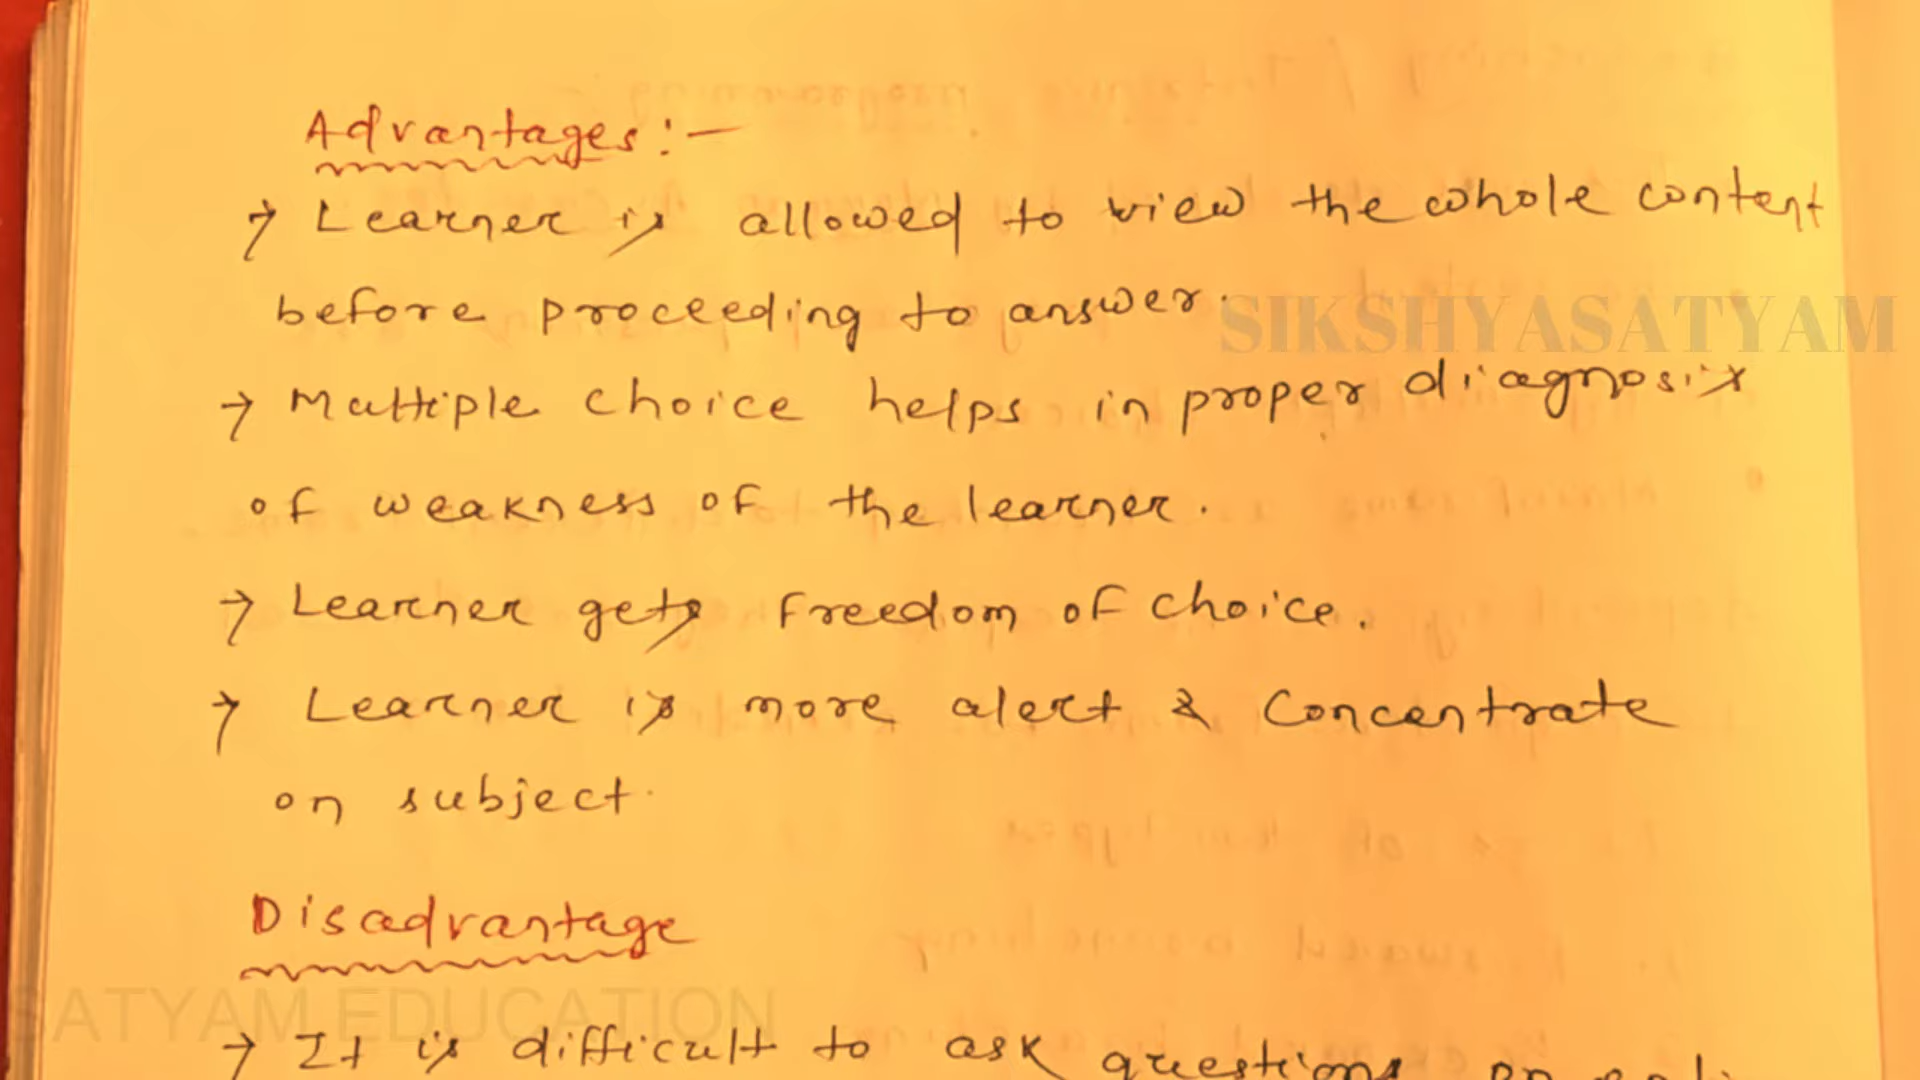 Advantages:-
→ Learner is allowed to view the whole content
before proceeding to answer.
SIKSHYASATYAM
→ Multiple choice helps in proper diagnosis
of weakness of the learner.
→ Learner gets freedom of choice.
→ Learner is more alert & concentrate
on subject.
Disadvantage
SATYAM EDUCATION
→ It is difficult to ask questions on